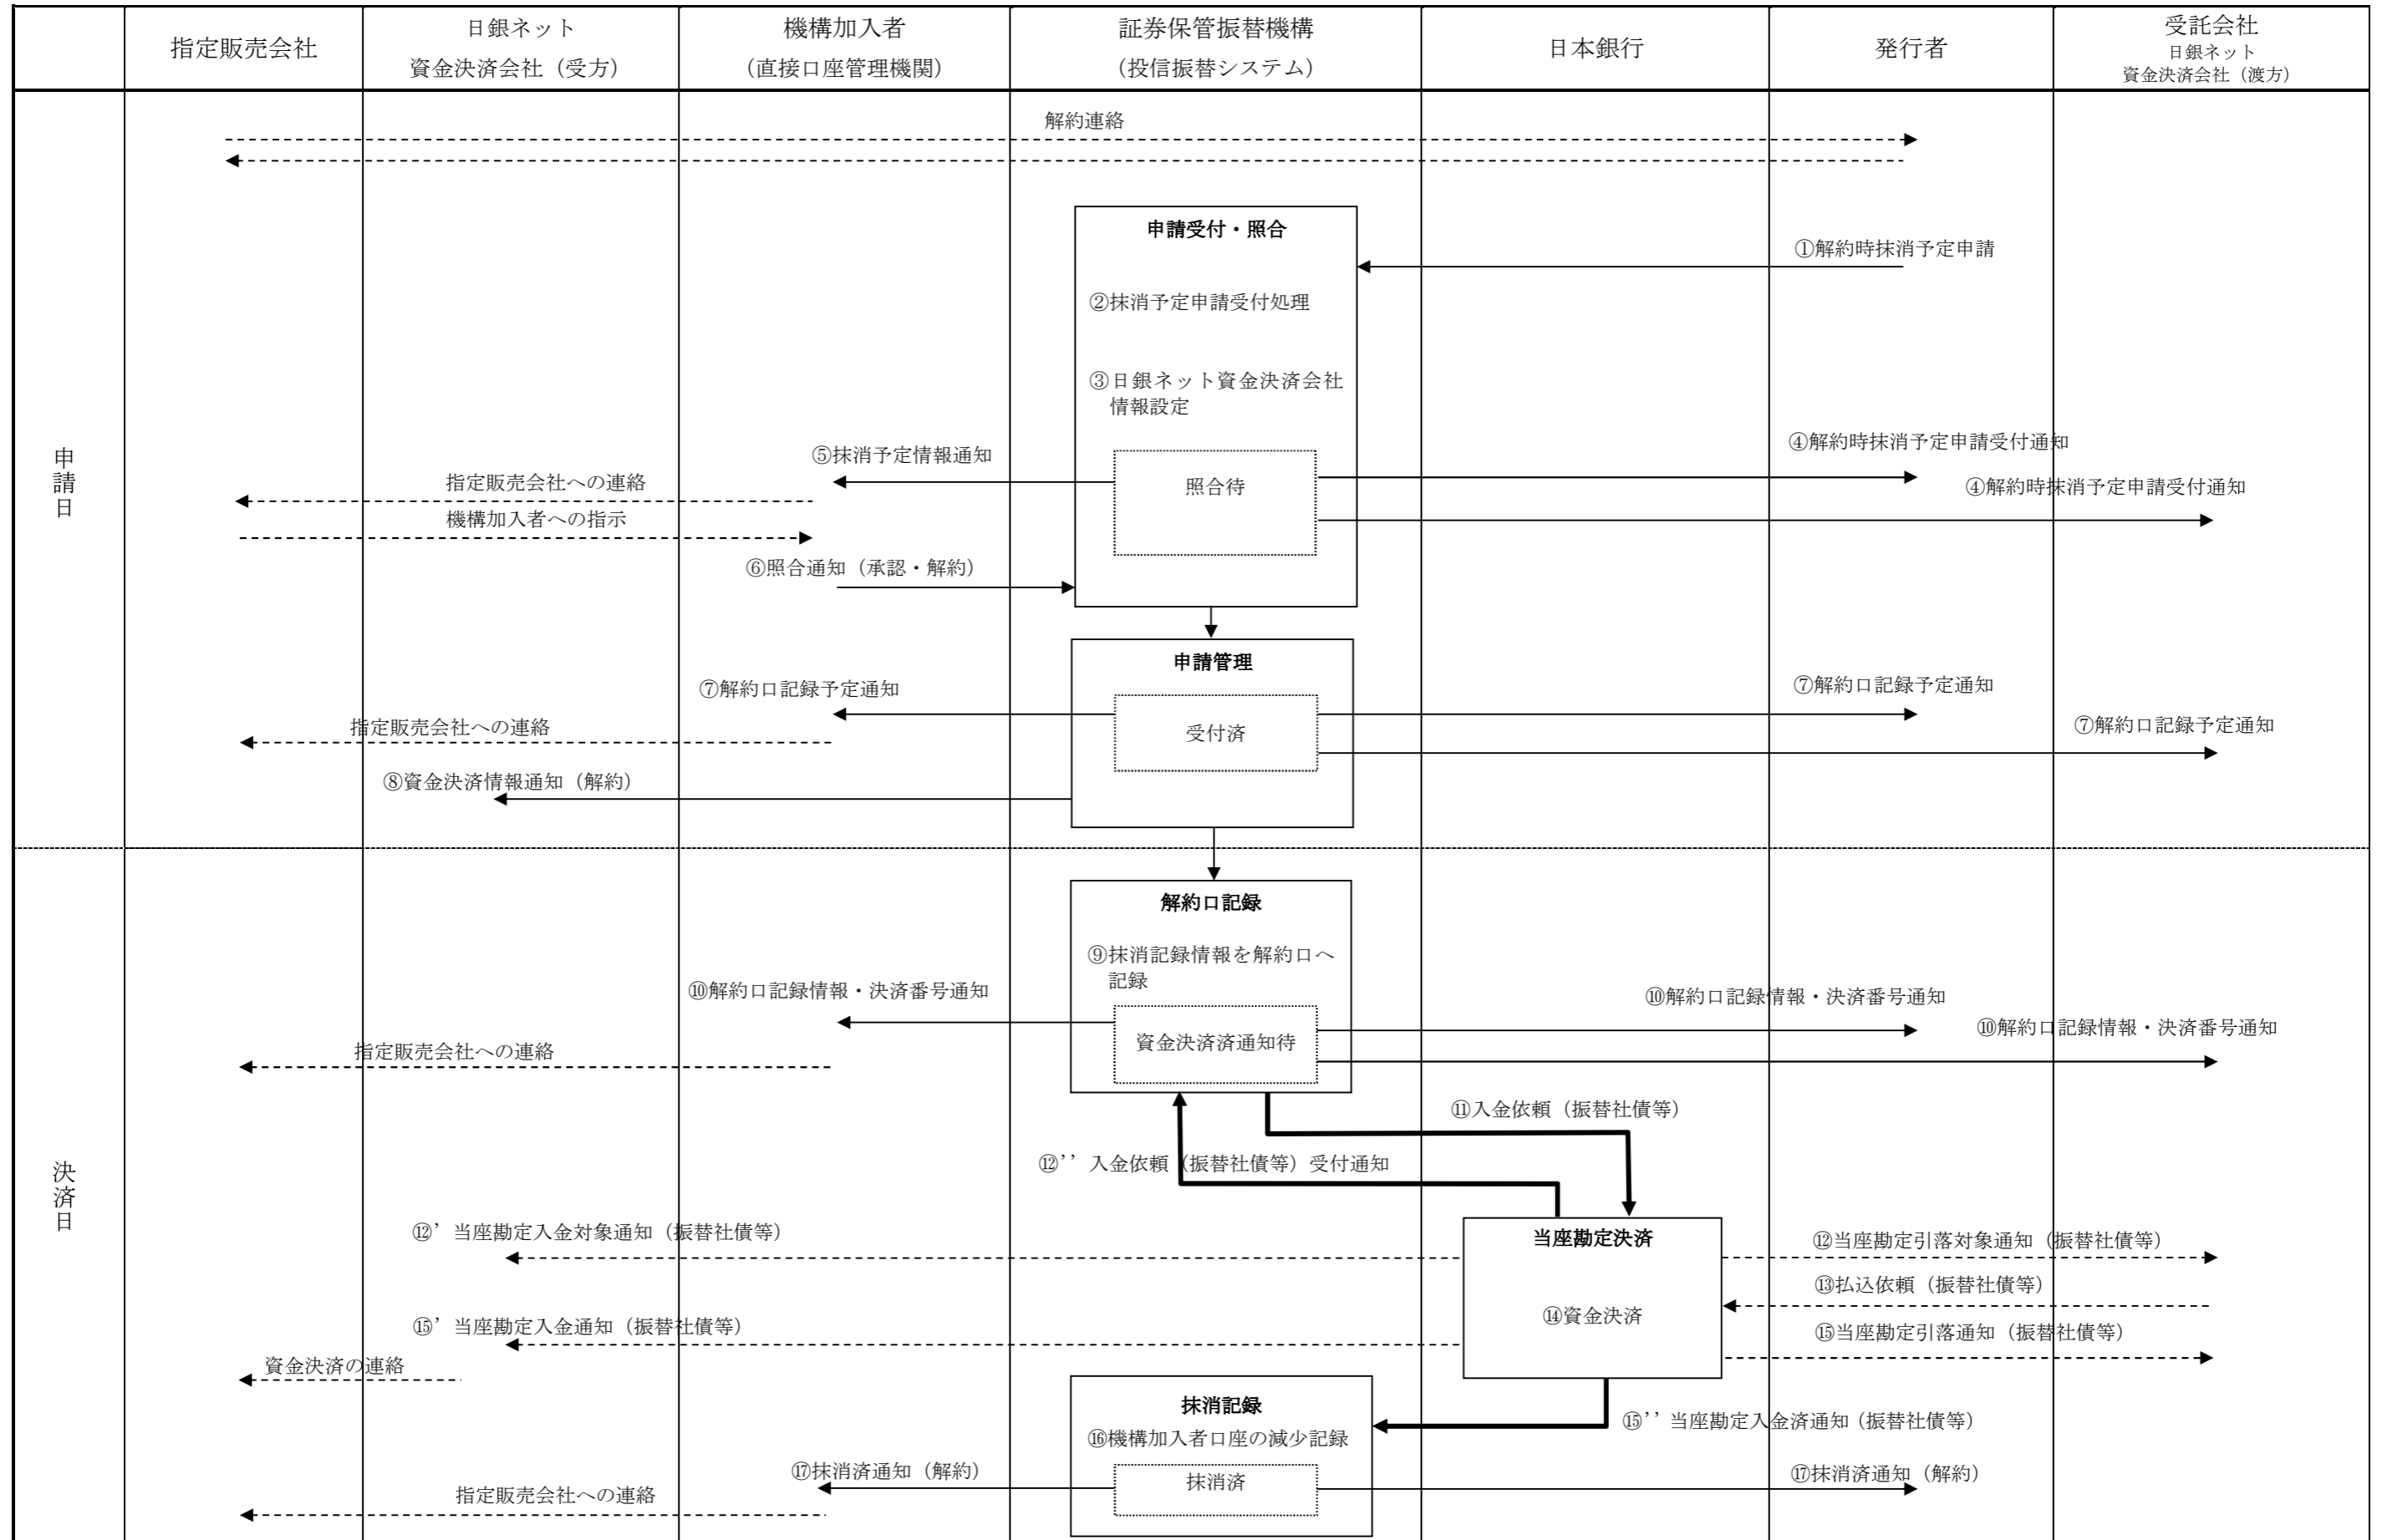 指定販売会社
日銀ネット
資金決済会社（受方）
機構加入者
（直接口座管理機関）
証券保管振替機構
（投信振替システム）
日本銀行
発行者
受託会社
日銀ネット
資金決済会社（渡方）
申請日
解約連絡
申請受付・照合
①解約時抹消予定申請
②抹消予定申請受付処理
③日銀ネット資金決済会社
情報設定
④解約時抹消予定申請受付通知
⑤抹消予定情報通知
指定販売会社への連絡
照合待
④解約時抹消予定申請受付通知
機構加入者への指示
⑥照合通知（承認・解約）
申請管理
⑦解約口記録予定通知
⑦解約口記録予定通知
指定販売会社への連絡
受付済
⑦解約口記録予定通知
⑧資金決済情報通知（解約）
決済日
解約口記録
⑨抹消記録情報を解約口へ
記録
⑩解約口記録情報・決済番号通知
⑩解約口記録情報・決済番号通知
⑩解約口記録情報・決済番号通知
資金決済済通知待
指定販売会社への連絡
⑪入金依頼（振替社債等）
⑫’’入金依頼（振替社債等）受付通知
⑫’当座勘定入金対象通知（振替社債等）
当座勘定決済
⑫当座勘定引落対象通知（振替社債等）
⑬払込依頼（振替社債等）
⑭資金決済
⑮’当座勘定入金通知（振替社債等）
⑮当座勘定引落通知（振替社債等）
資金決済の連絡
抹消記録
⑮’’当座勘定入金済通知（振替社債等）
⑯機構加入者口座の減少記録
⑰抹消済通知（解約）
抹消済
⑰抹消済通知（解約）
指定販売会社への連絡